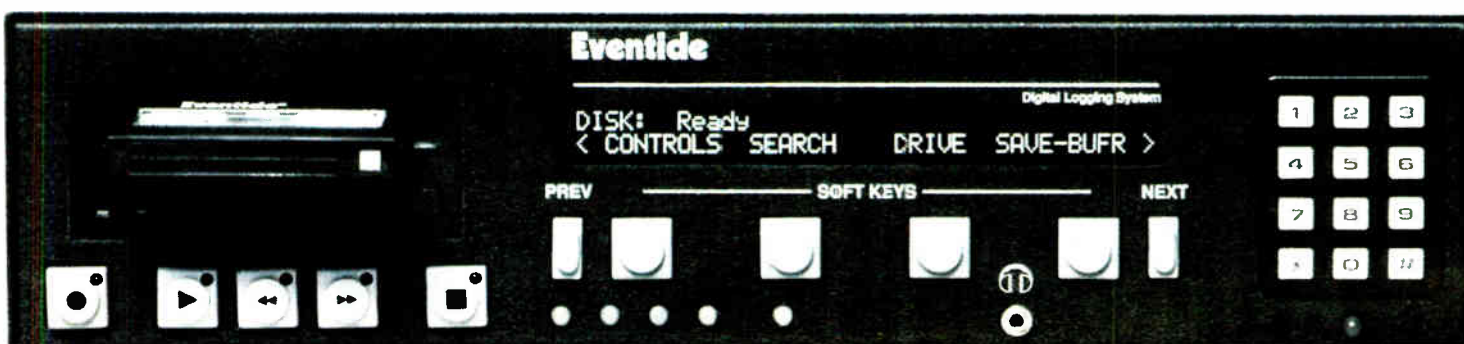 Eventide
Eventide
Digital Logging System
DISK: Ready
< CONTROLS SEARCH DRIVE SAVE-BUFR >
PREV SOFT KEYS NEXT
1 2 3
4 5 6
7 8 9
* 0 #